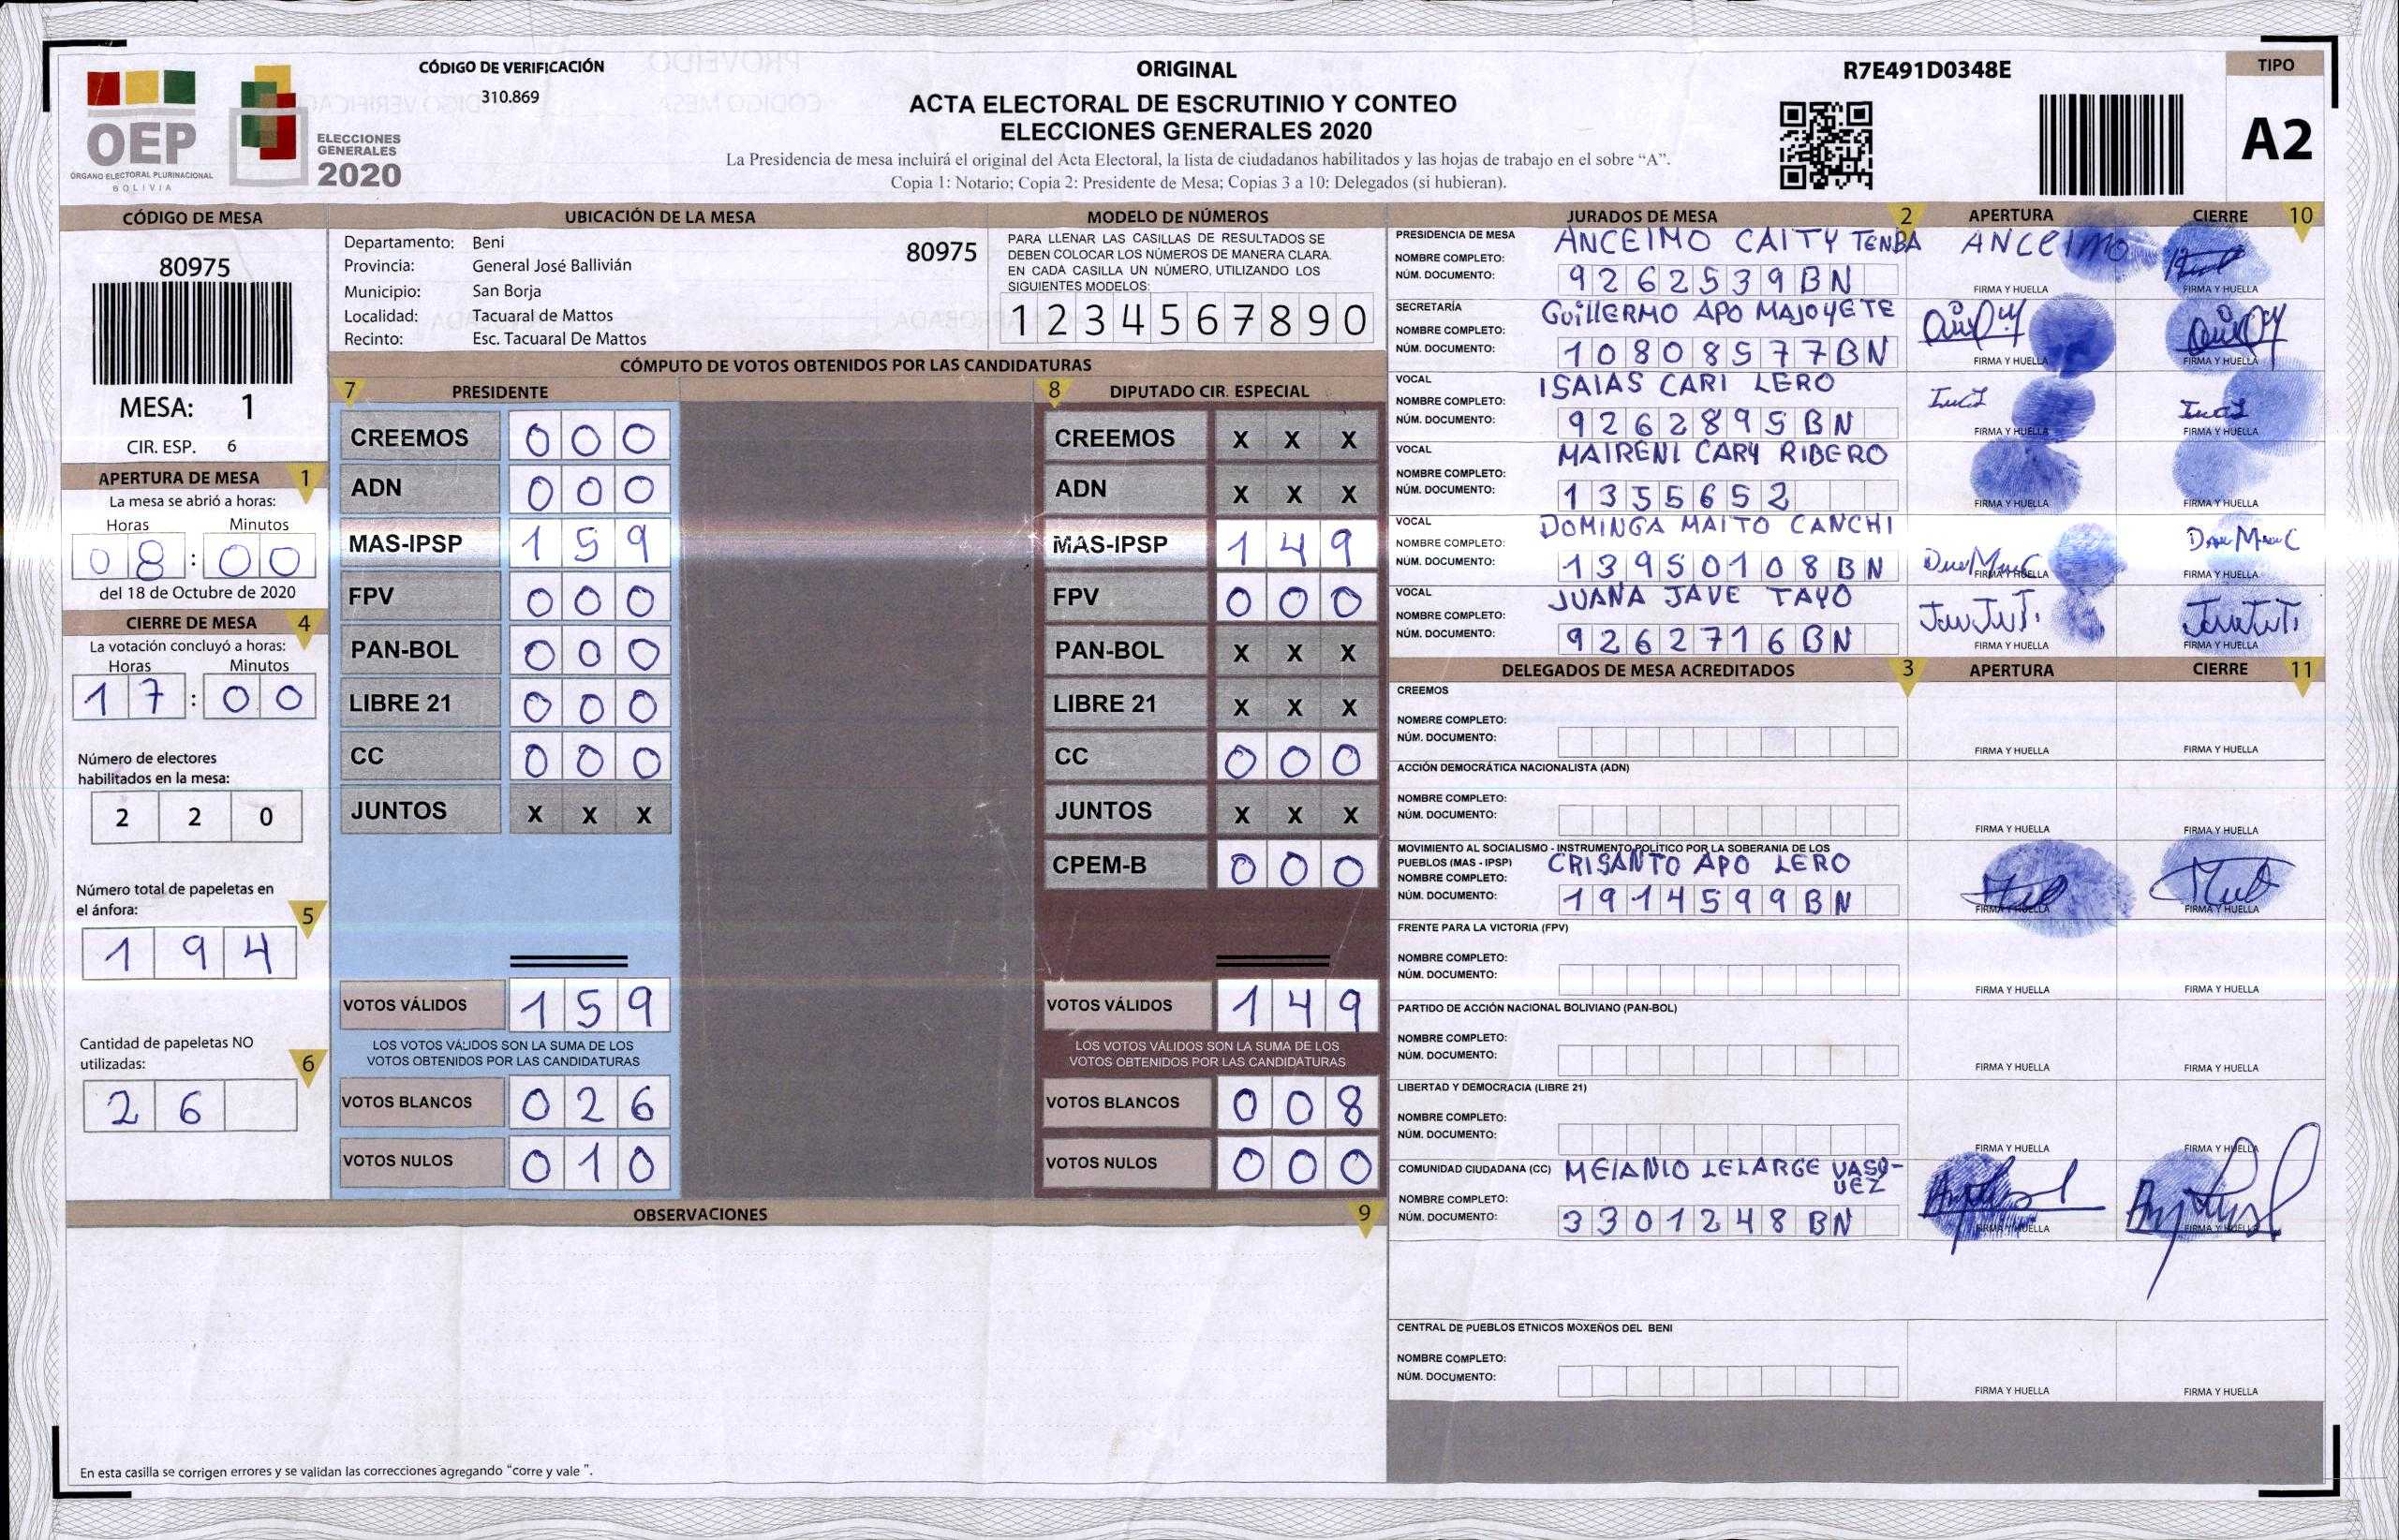 CÓDIGO DE VERIFICACIÓN
310.869
ORIGINAL
ACTA ELECTORAL DE ESCRUTINIO Y CONTEO
ELECCIONES GENERALES 2020
La Presidencia de mesa incluirá el original del Acta Electoral, la lista de ciudadanos habilitados y las hojas de trabajo en el sobre “A”.
Copia 1: Notario; Copia 2: Presidente de Mesa; Copias 3 a 10: Delegados (si hubieran).
R7E491D0348E
TIPO
A2
OEP
ÓRGANO ELECTORAL PLURINACIONAL
BOLIVIA
ELECCIONES
GENERALES
2020
CÓDIGO DE MESA
80975
MESA: 1
CIR. ESP. 6
APERTURA DE MESA 1
La mesa se abrió a horas:
Horas Minutos
08:00
del 18 de Octubre de 2020
CIERRE DE MESA 4
La votación concluyó a horas:
Horas Minutos
17:00
Número de electores
habilitados en la mesa:
2 2 0
Número total de papeletas en
el ánfora: 5
1 9 4
Cantidad de papeletas NO
utilizadas: 6
2 6
UBICACIÓN DE LA MESA
Departamento: Beni 80975
Provincia: General José Ballivián
Municipio: San Borja
Localidad: Tacuaral de Mattos
Recinto: Esc. Tacuaral De Mattos
MODELO DE NÚMEROS
PARA LLENAR LAS CASILLAS DE RESULTADOS SE
DEBEN COLOCAR LOS NÚMEROS DE MANERA CLARA.
EN CADA CASILLA UN NÚMERO, UTILIZANDO LOS
SIGUIENTES MODELOS:
1 2 3 4 5 6 7 8 9 0
CÓMPUTO DE VOTOS OBTENIDOS POR LAS CANDIDATURAS
7 PRESIDENTE
CREEMOS 0 0 0
ADN 0 0 0
MAS-IPSP 1 5 9
FPV 0 0 0
PAN-BOL 0 0 0
LIBRE 21 0 0 0
CC 0 0 0
JUNTOS X X X
VOTOS VÁLIDOS 1 5 9
LOS VOTOS VÁLIDOS SON LA SUMA DE LOS
VOTOS OBTENIDOS POR LAS CANDIDATURAS
VOTOS BLANCOS 0 2 6
VOTOS NULOS 0 1 0
8 DIPUTADO CIR. ESPECIAL
CREEMOS X X X
ADN X X X
MAS-IPSP 1 4 9
FPV 0 0 0
PAN-BOL X X X
LIBRE 21 X X X
CC 0 0 0
JUNTOS X X X
CPEM-B 0 0 0
VOTOS VÁLIDOS 1 4 9
LOS VOTOS VÁLIDOS SON LA SUMA DE LOS
VOTOS OBTENIDOS POR LAS CANDIDATURAS
VOTOS BLANCOS 0 0 8
VOTOS NULOS 0 0 0
OBSERVACIONES 9
En esta casilla se corrigen errores y se validan las correcciones agregando “corre y vale ”.
JURADOS DE MESA 2 APERTURA CIERRE 10
PRESIDENCIA DE MESA
NOMBRE COMPLETO: ANCEIMO CAITY TENBA ANCEIMO
NÚM. DOCUMENTO: 9262539BN
FIRMA Y HUELLA FIRMA Y HUELLA
SECRETARÍA
NOMBRE COMPLETO: GUILLERMO APO MAJOYETE
NÚM. DOCUMENTO: 10808577BN
FIRMA Y HUELLA FIRMA Y HUELLA
VOCAL
NOMBRE COMPLETO: ISAIAS CARI LERO
NÚM. DOCUMENTO: 9262895BN
FIRMA Y HUELLA FIRMA Y HUELLA
VOCAL
NOMBRE COMPLETO: MAIRENI CARY RIBERO
NÚM. DOCUMENTO: 1355652
FIRMA Y HUELLA FIRMA Y HUELLA
VOCAL
NOMBRE COMPLETO: DOMINGA MAITO CANCHI
NÚM. DOCUMENTO: 13950108BN
FIRMA Y HUELLA FIRMA Y HUELLA
VOCAL
NOMBRE COMPLETO: JUANA JAVE TAYO
NÚM. DOCUMENTO: 9262716BN
FIRMA Y HUELLA FIRMA Y HUELLA
DELEGADOS DE MESA ACREDITADOS 3 APERTURA CIERRE 11
CREEMOS
NOMBRE COMPLETO:
NÚM. DOCUMENTO:
FIRMA Y HUELLA FIRMA Y HUELLA
ACCIÓN DEMOCRÁTICA NACIONALISTA (ADN)
NOMBRE COMPLETO:
NÚM. DOCUMENTO:
FIRMA Y HUELLA FIRMA Y HUELLA
MOVIMIENTO AL SOCIALISMO - INSTRUMENTO POLÍTICO POR LA SOBERANIA DE LOS
PUEBLOS (MAS - IPSP)
NOMBRE COMPLETO: CRISANTO APO LERO
NÚM. DOCUMENTO: 1914599BN
FIRMA Y HUELLA FIRMA Y HUELLA
FRENTE PARA LA VICTORIA (FPV)
NOMBRE COMPLETO:
NÚM. DOCUMENTO:
FIRMA Y HUELLA FIRMA Y HUELLA
PARTIDO DE ACCIÓN NACIONAL BOLIVIANO (PAN-BOL)
NOMBRE COMPLETO:
NÚM. DOCUMENTO:
FIRMA Y HUELLA FIRMA Y HUELLA
LIBERTAD Y DEMOCRACIA (LIBRE 21)
NOMBRE COMPLETO:
NÚM. DOCUMENTO:
FIRMA Y HUELLA FIRMA Y HUELLA
COMUNIDAD CIUDADANA (CC)
NOMBRE COMPLETO: MEIANIO LELARGE VASQ-
UEZ
NÚM. DOCUMENTO: 3301248BN
FIRMA Y HUELLA FIRMA Y HUELLA
CENTRAL DE PUEBLOS ETNICOS MOXEÑOS DEL BENI
NOMBRE COMPLETO:
NÚM. DOCUMENTO:
FIRMA Y HUELLA FIRMA Y HUELLA